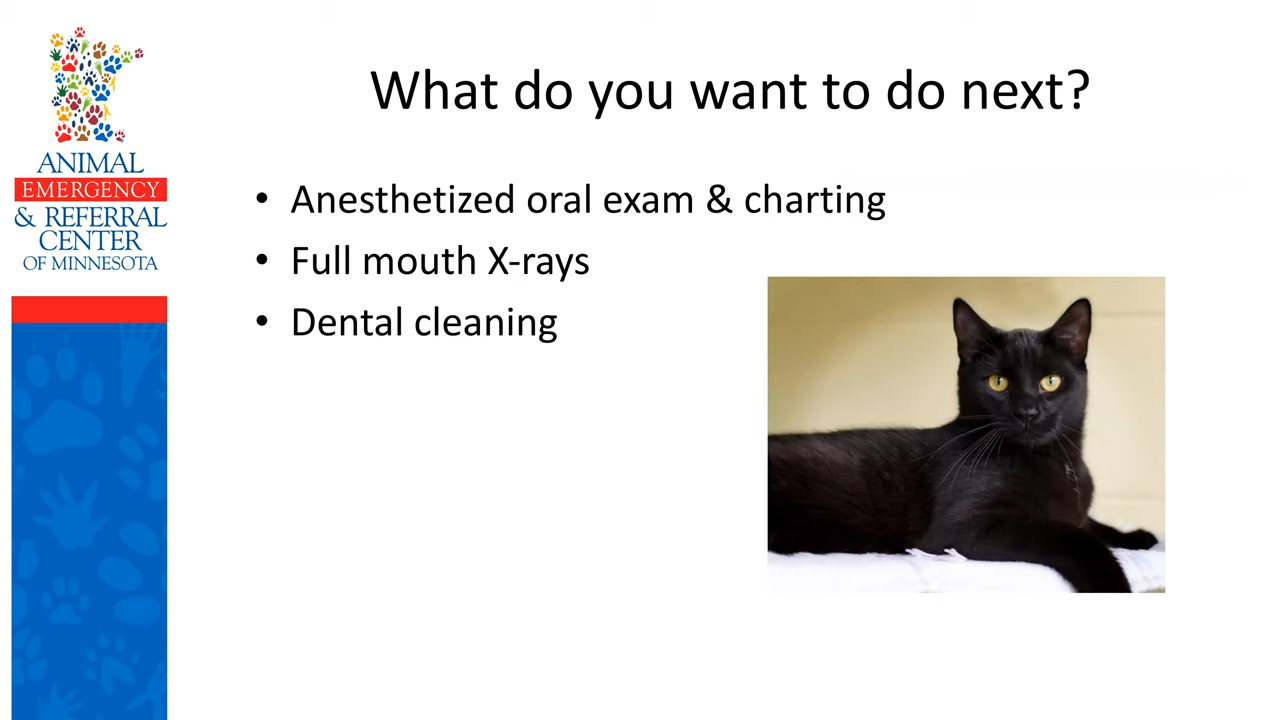 ANIMAL
EMERGENCY
& REFERRAL
CENTER
OF MINNESOTA
What do you want to do next?
• Anesthetized oral exam & charting
• Full mouth X-rays
• Dental cleaning